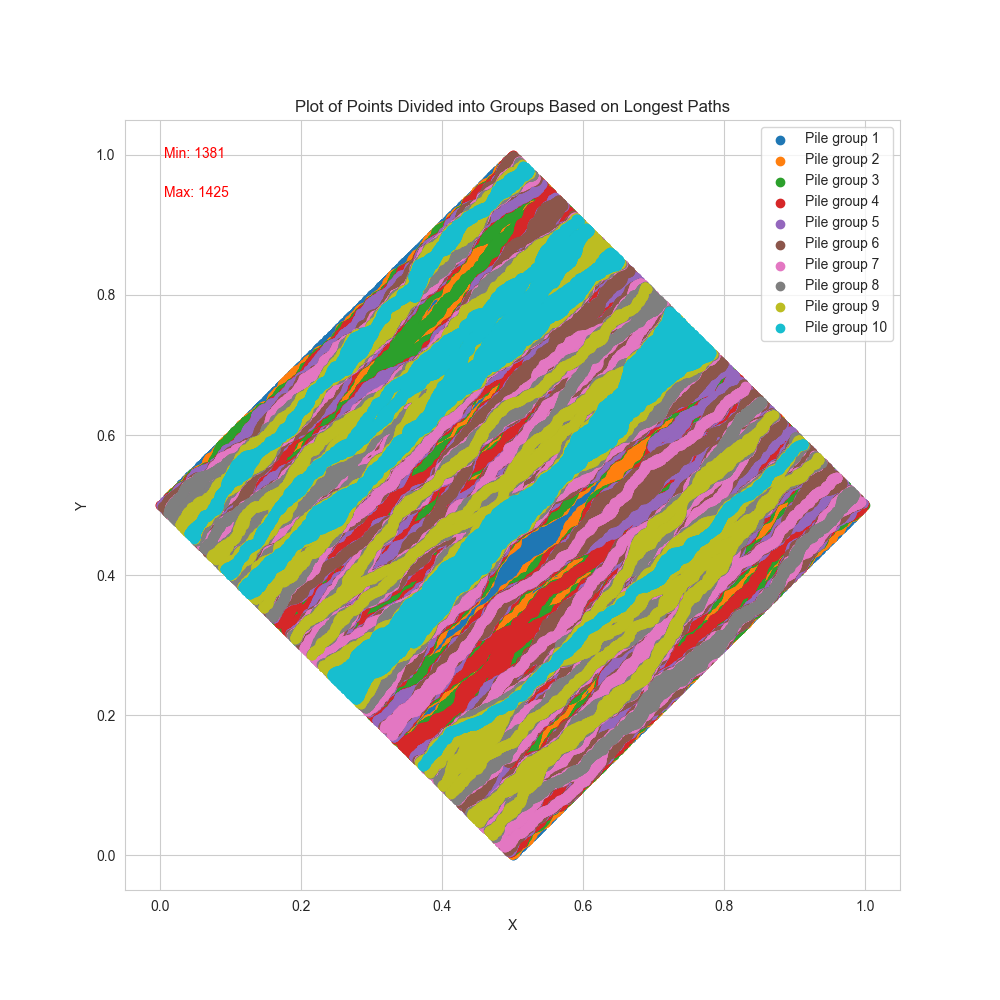 Plot of Points Divided into Groups Based on Longest Paths
Min: 1381
Max: 1425
Pile group 1
Pile group 2
Pile group 3
Pile group 4
Pile group 5
Pile group 6
Pile group 7
Pile group 8
Pile group 9
Pile group 10
Y
1.0
0.8
0.6
0.4
0.2
0.0
0.0 0.2 0.4 0.6 0.8 1.0
X